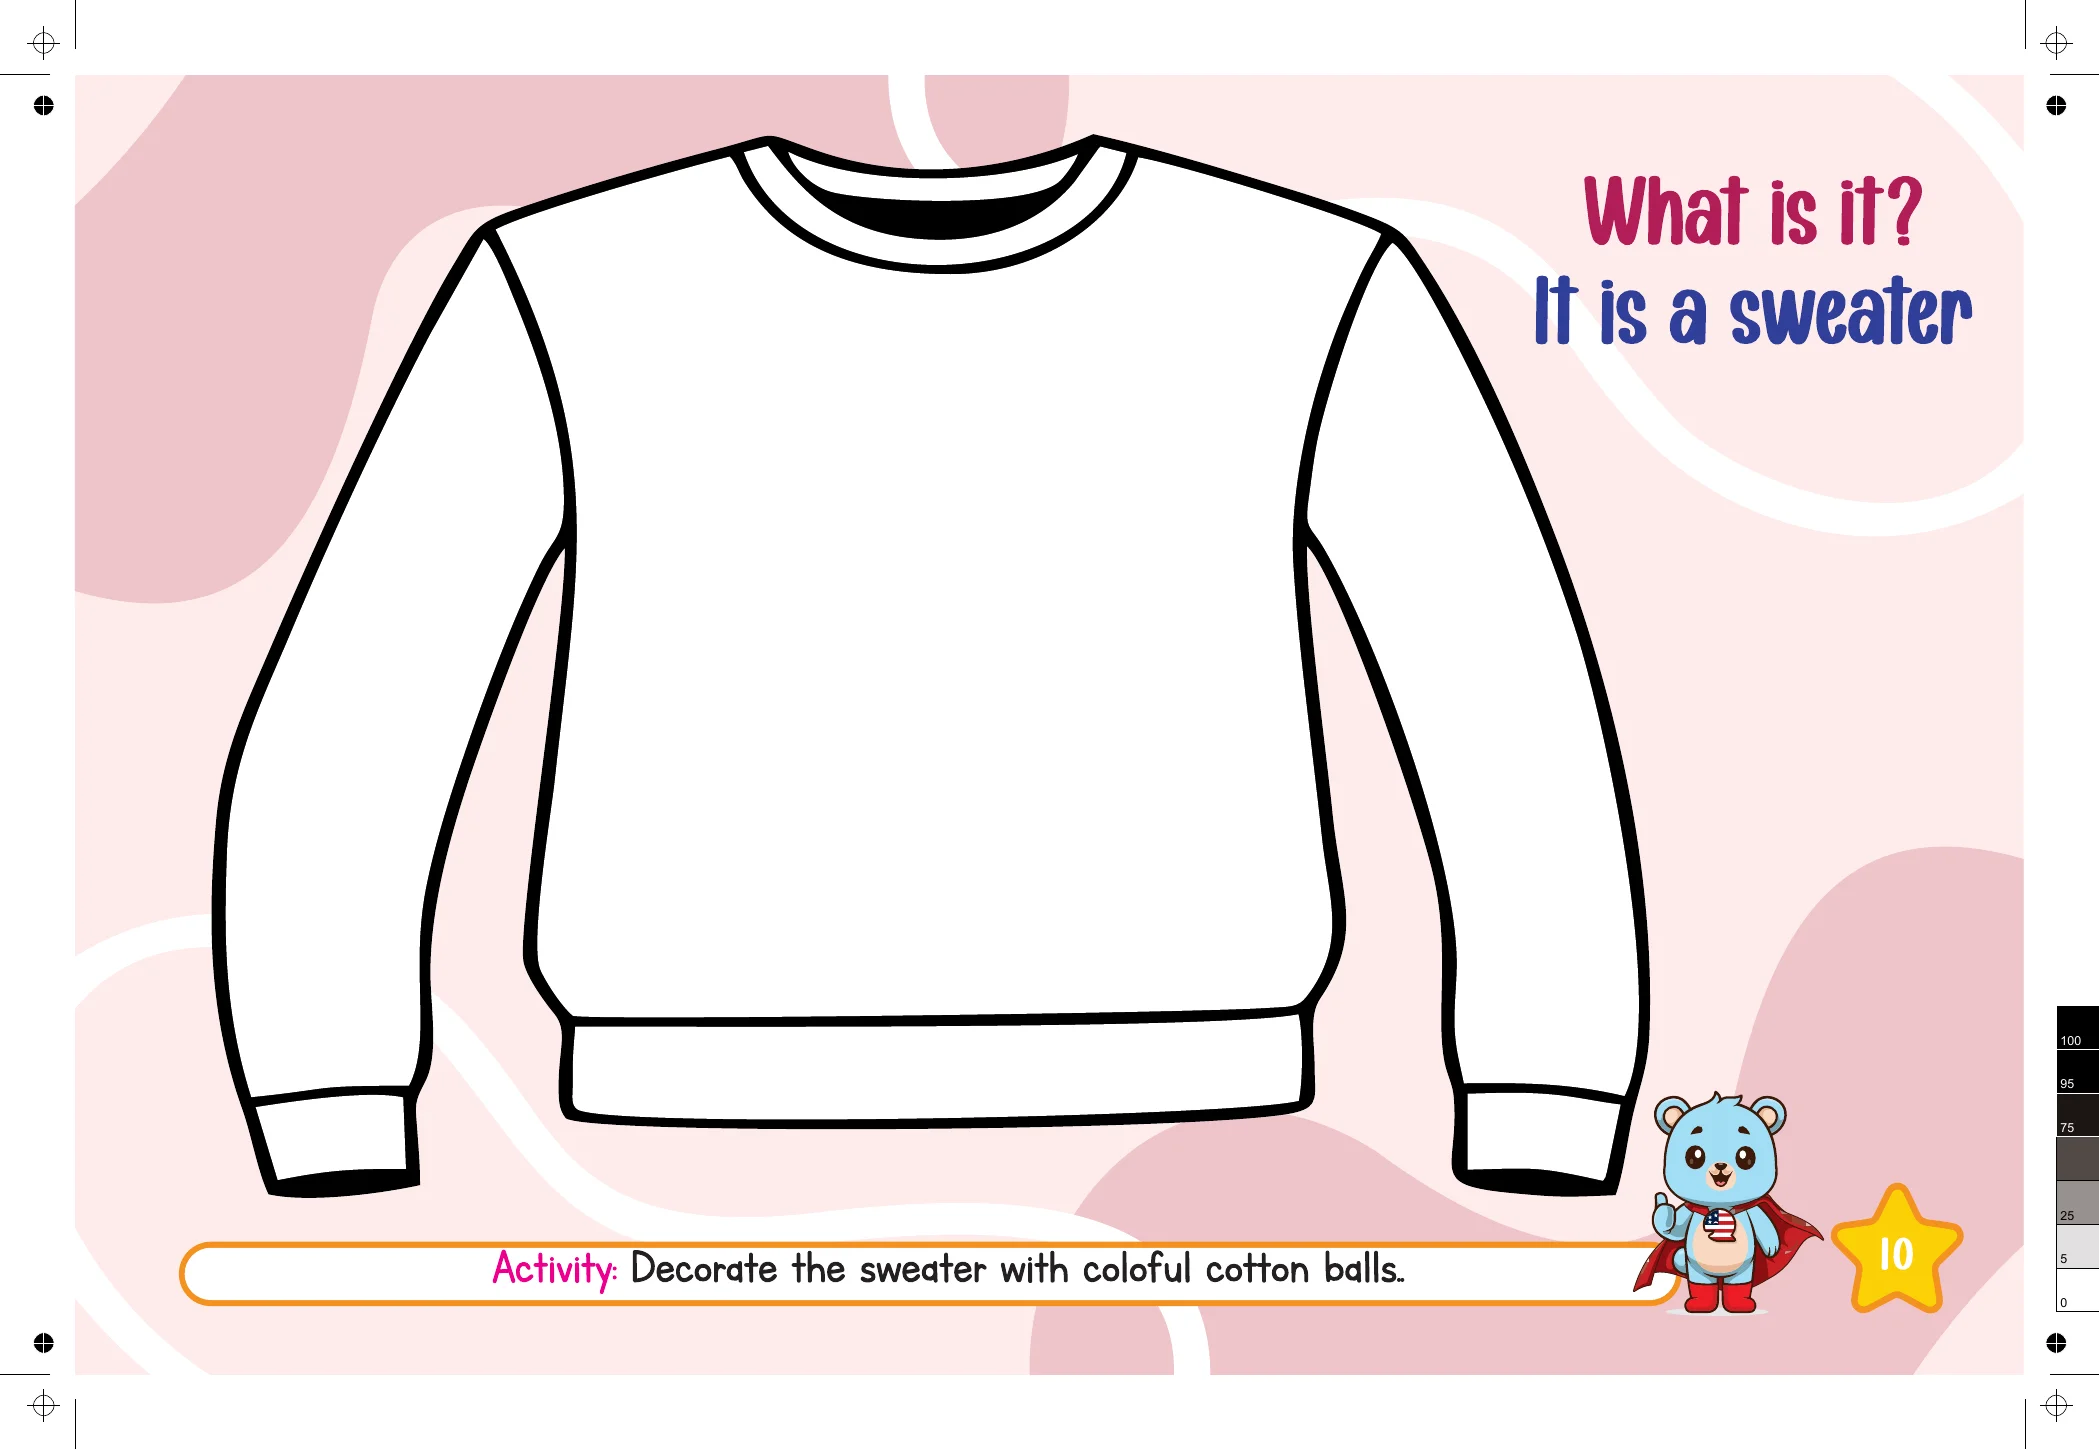 What is it?
It is a sweater
Activity: Decorate the sweater with coloful cotton balls..
10
100
95
75
25
5
0